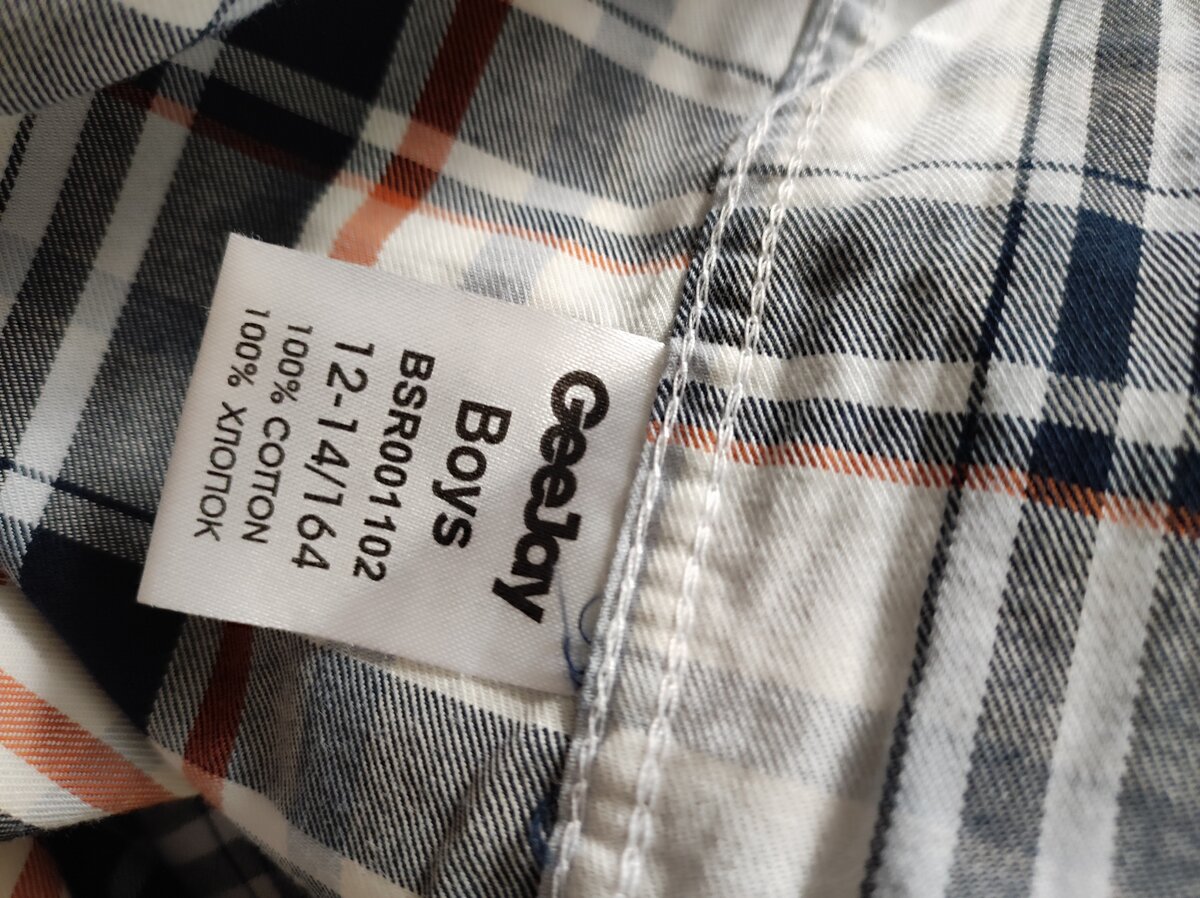 GeeJay
Boys
BSR001102
12-14/164
100% COTTON
100% ХЛОПОК